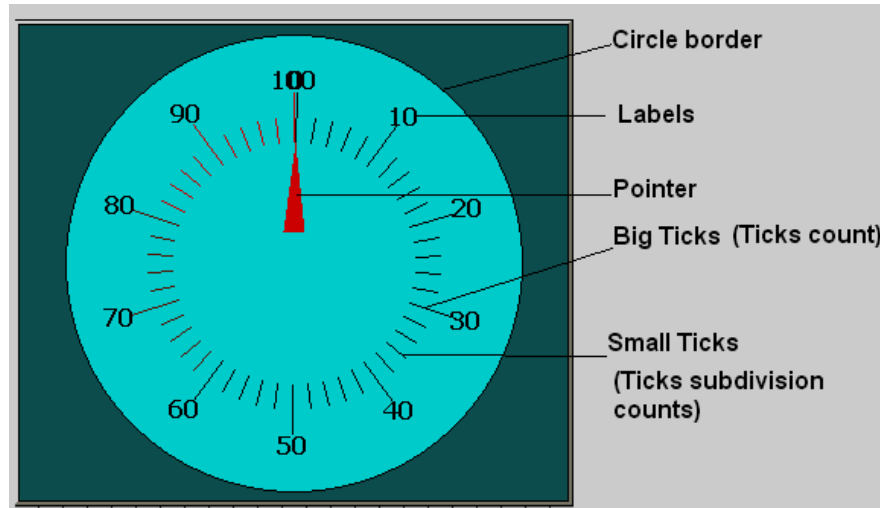 Circle border
100
10
Labels
90
Pointer
80
20
Big Ticks (Ticks count)
70
30
Small Ticks
(Ticks subdivision
counts)
60
40
50